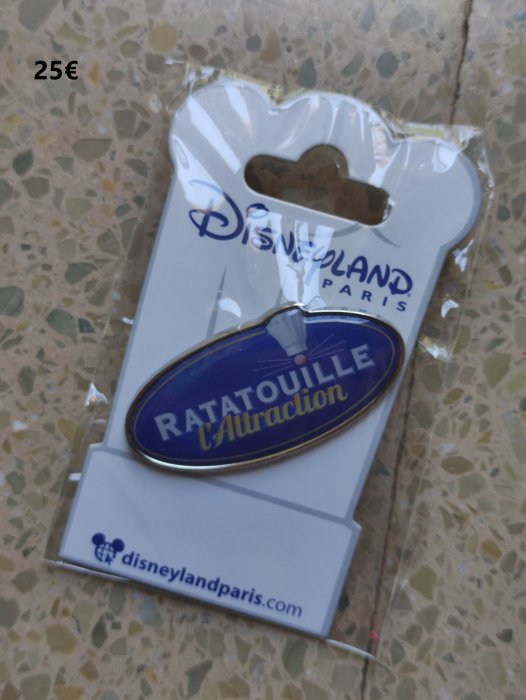 25€
Disneyland
PARIS
RATATOUILLE
l'Attraction
disneylandparis.com